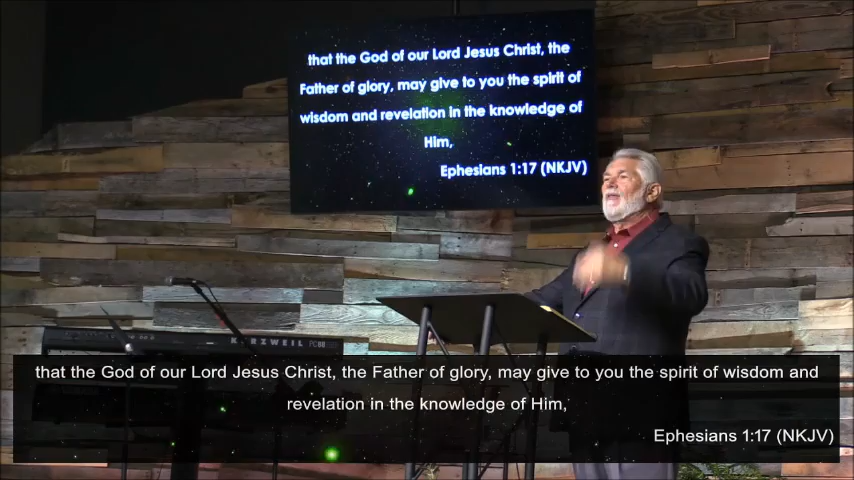 that the God of our Lord Jesus Christ, the
Father of glory, may give to you the spirit of
wisdom and revelation in the knowledge of
Him,
Ephesians 1:17 (NKJV)
KURZWEIL PC88
that the God of our Lord Jesus Christ, the Father of glory, may give to you the spirit of wisdom and
revelation in the knowledge of Him,
Ephesians 1:17 (NKJV)